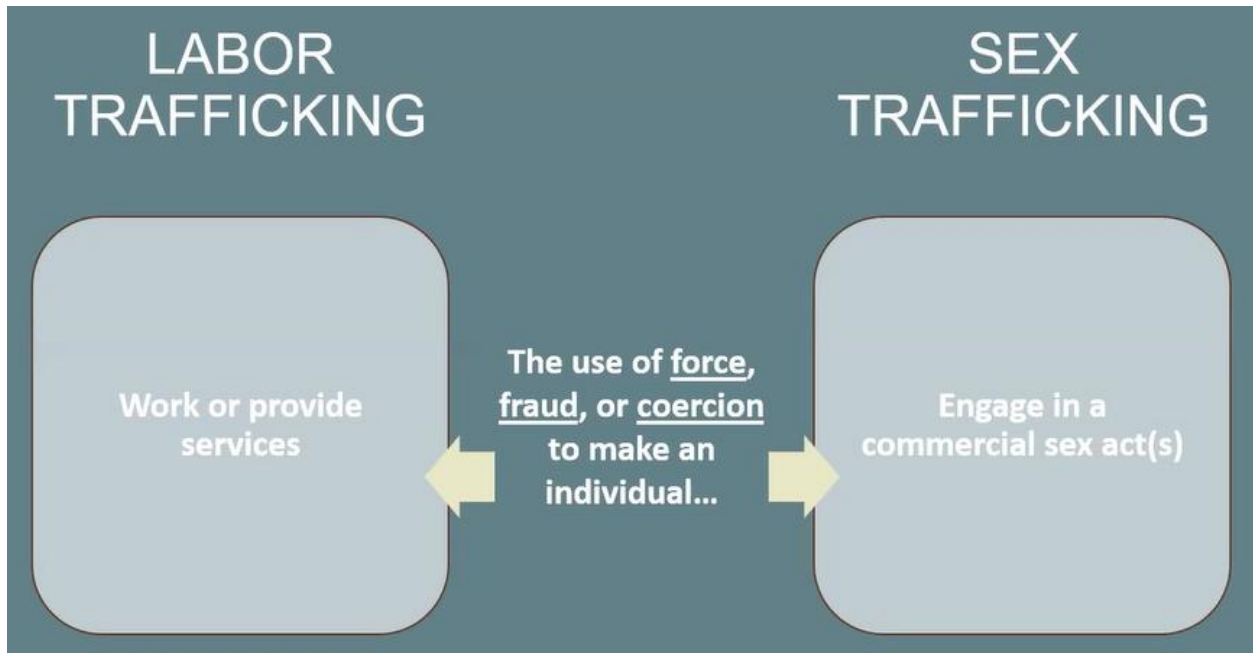 LABOR
TRAFFICKING
SEX
TRAFFICKING
Work or provide
services
The use of force,
fraud, or coercion
to make an
individual...
Engage in a
commercial sex act(s)